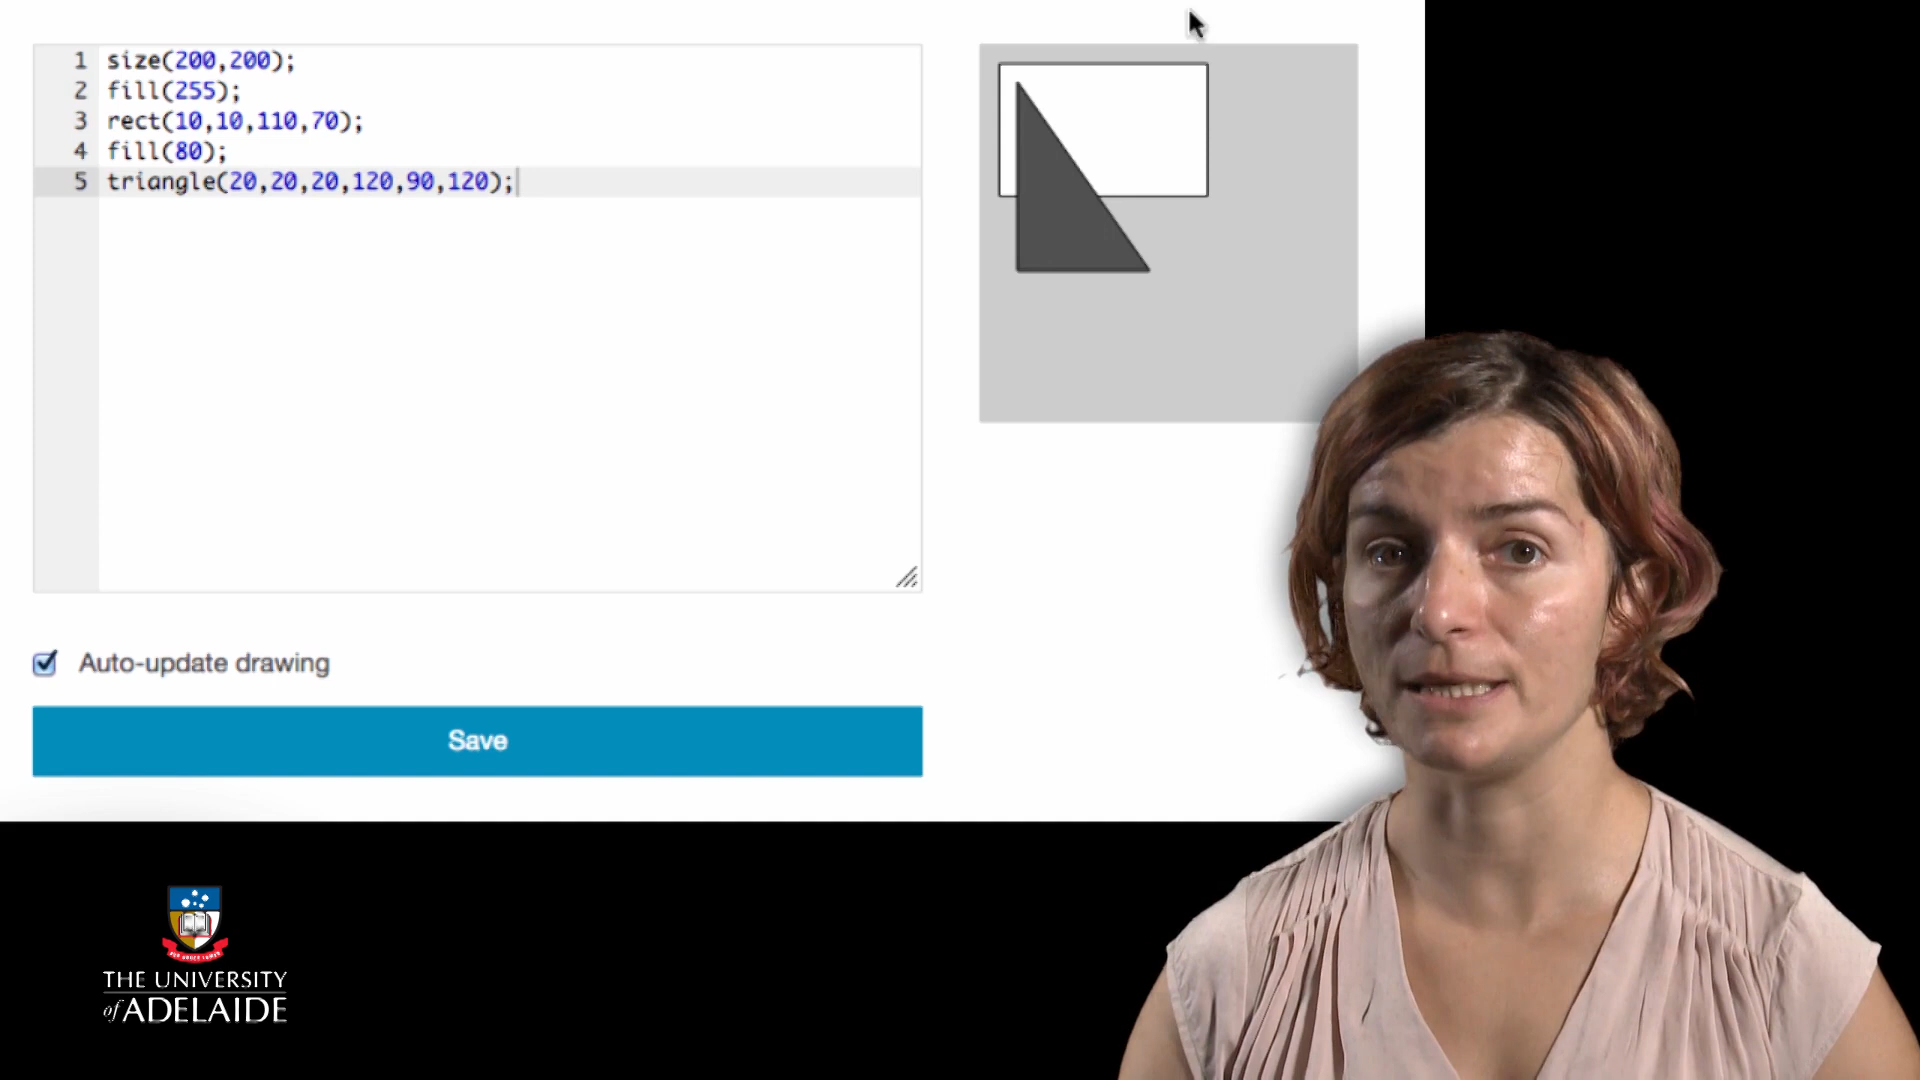 1 size(200,200);
2 fill(255);
3 rect(10,10,110,70);
4 fill(80);
5 triangle(20,20,20,120,90,120);
Auto-update drawing
Save
THE UNIVERSITY
of ADELAIDE